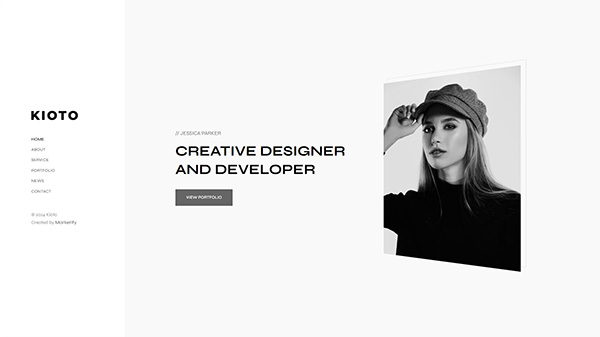 KIOTO
HOME
ABOUT
SERVICE
PORTFOLIO
NEWS
CONTACT
© 2024 Kioto.
Created by Marketify.
// JESSICA PARKER
CREATIVE DESIGNER
AND DEVELOPER
VIEW PORTFOLIO